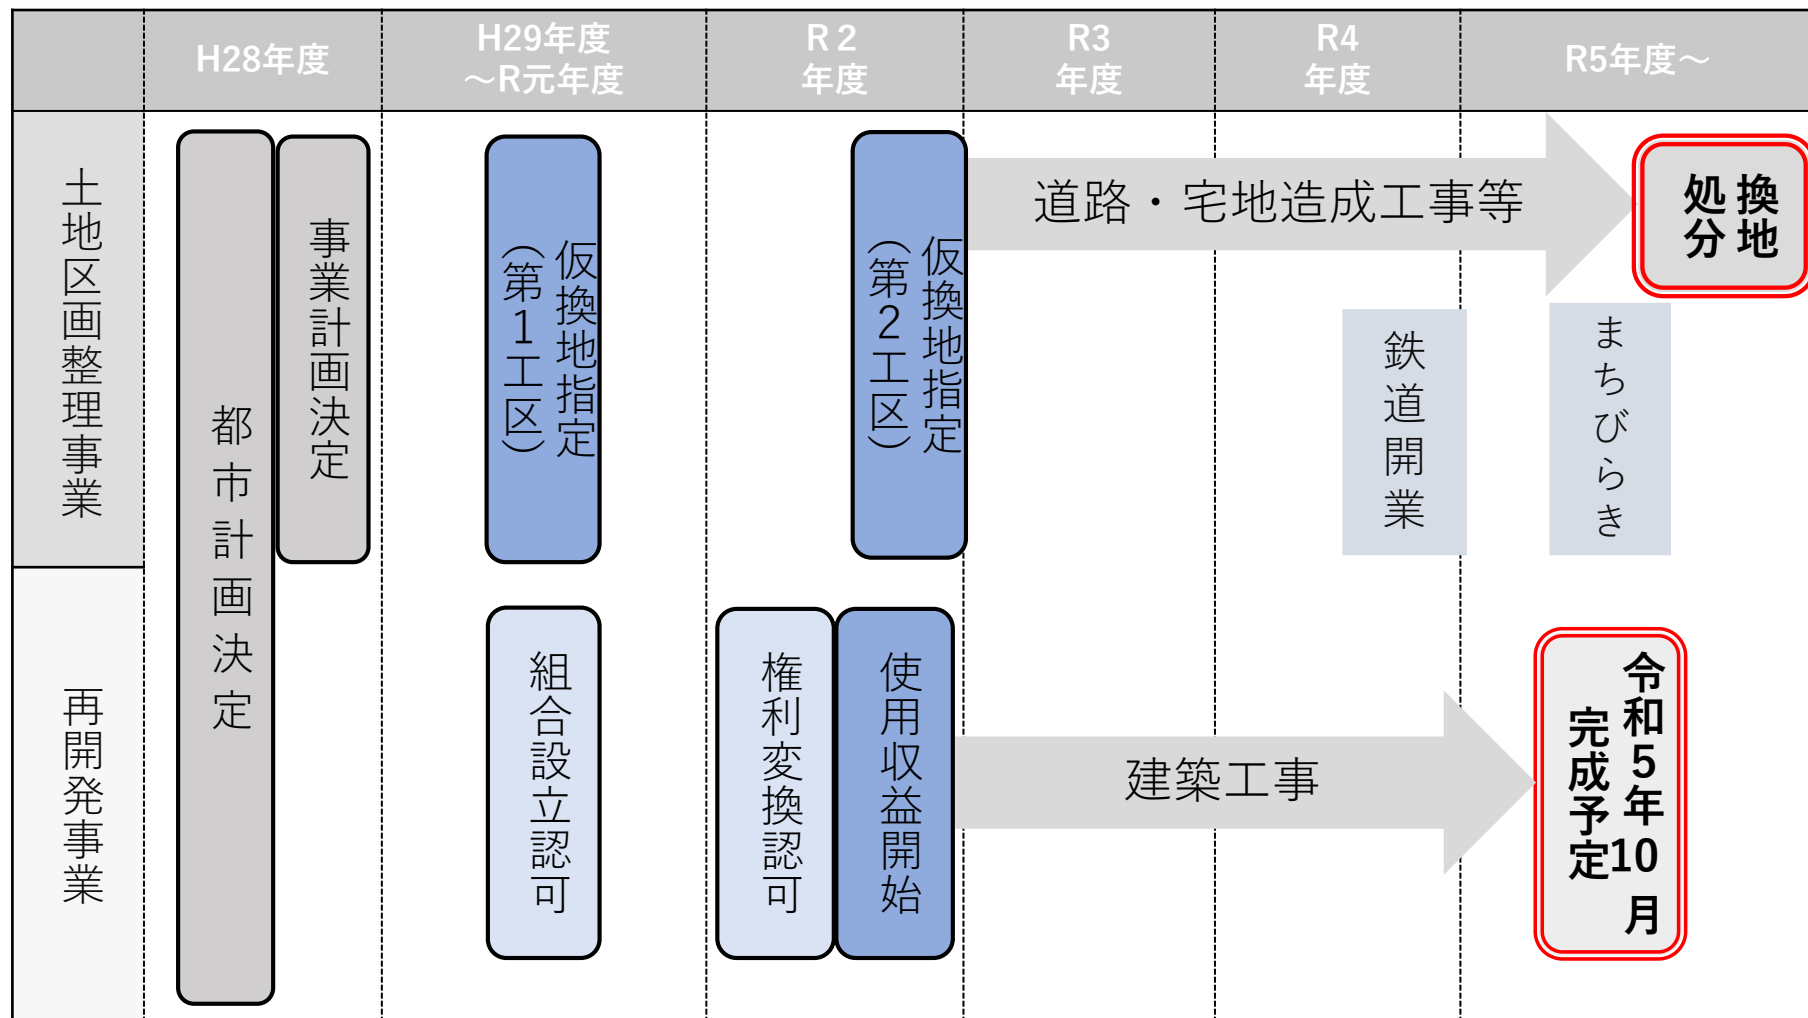 H28年度
H29年度
～R元年度
R２
年度
R3
年度
R4
年度
R5年度～
土地区画整理事業
都市計画決定
事業計画決定
仮換地指定
（第１工区）
仮換地指定
（第２工区）
道路・宅地造成工事等
換地
処分
鉄道開業
まちびらき
再開発事業
組合設立認可
権利変換認可
使用収益開始
建築工事
令和５年10月
完成予定